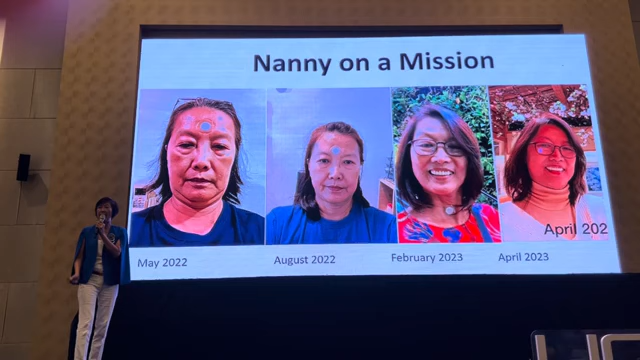 Nanny on a Mission
April 202
May 2022
August 2022
February 2023
April 2023